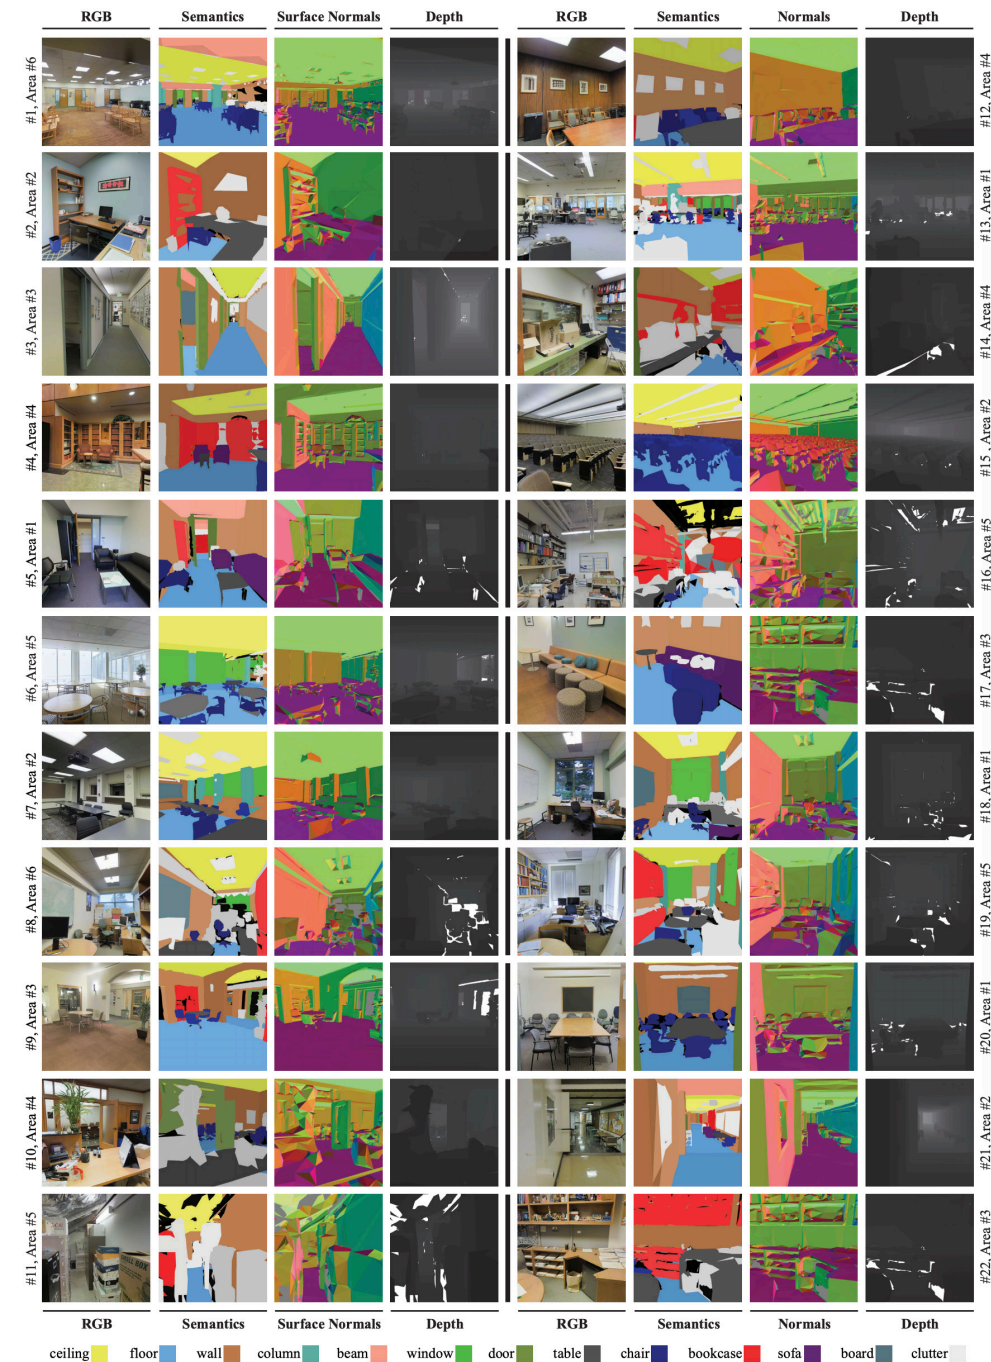 RGB Semantics Surface Normals Depth RGB Semantics Normals Depth
#1, Area #6
#2, Area #2
#3, Area #3
#4, Area #4
#5, Area #1
#6, Area #5
#7, Area #2
#8, Area #6
#9, Area #3
#10, Area #4
#11, Area #5
#12, Area #4
#13, Area #1
#14, Area #4
#15 , Area #2
#16, Area #5
#17, Area #3
#18, Area #1
#19, Area #5
#20, Area #1
#21, Area #2
#22, Area #3
RGB Semantics Surface Normals Depth RGB Semantics Normals Depth
ceiling floor wall column beam window door table chair bookcase sofa board clutter